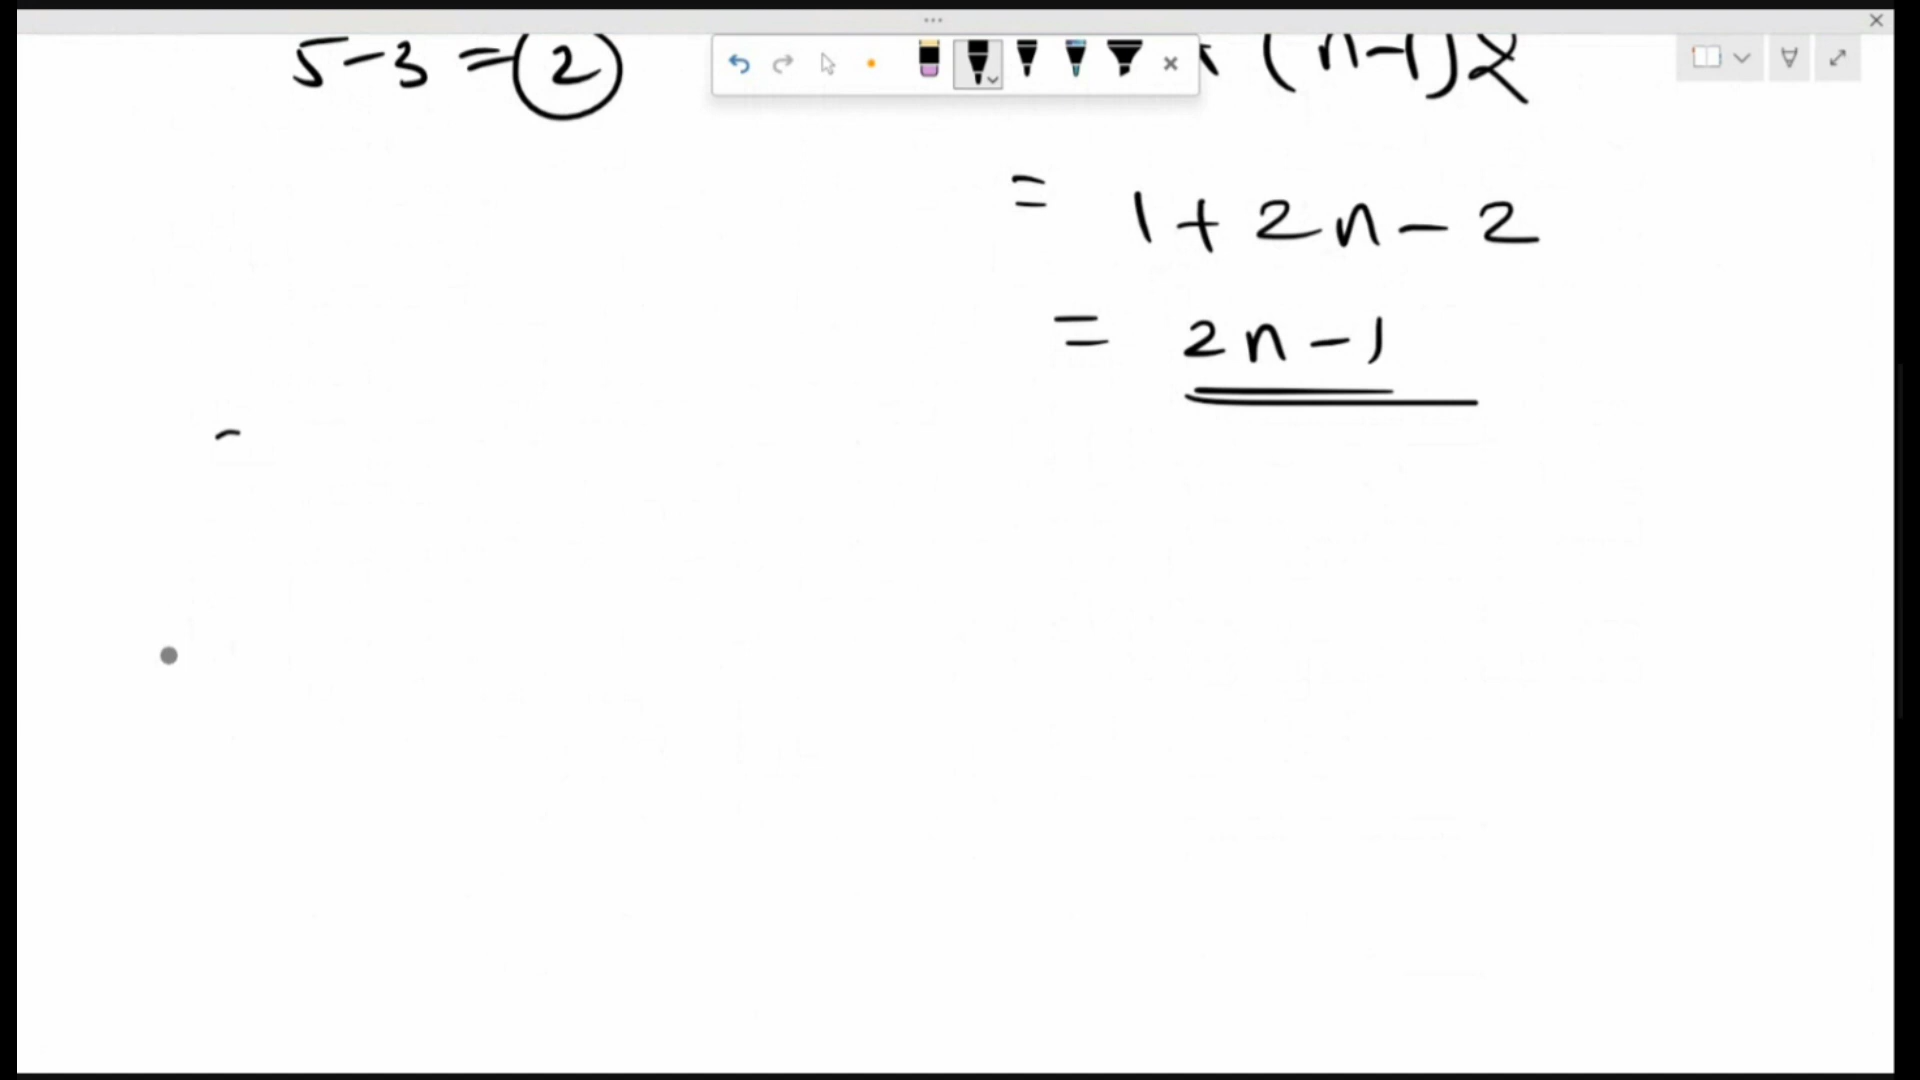 5-3 = 2
(n-1)2
= 1 + 2n - 2
= 2n - 1